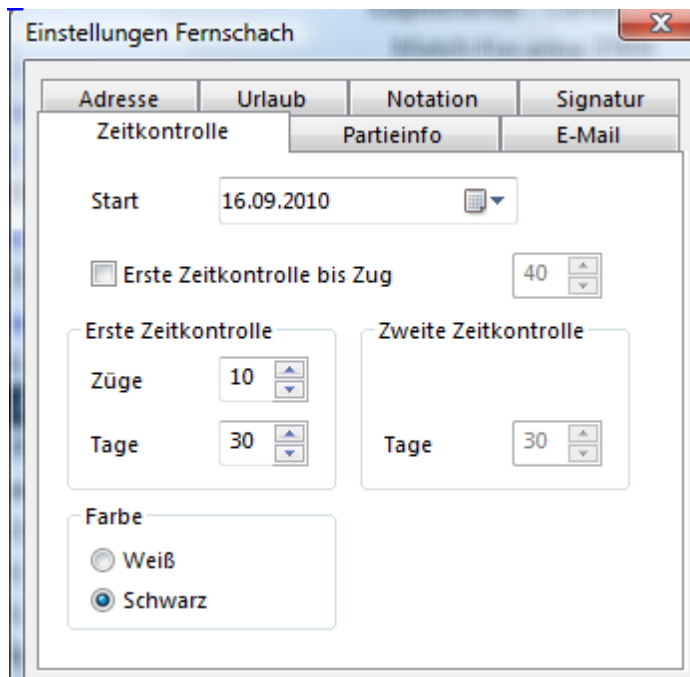 Einstellungen Fernschach
Adresse Urlaub Notation Signatur
Zeitkontrolle Partieinfo E-Mail
Start 16.09.2010
Erste Zeitkontrolle bis Zug 40
Erste Zeitkontrolle Zweite Zeitkontrolle
Züge 10
Tage 30 Tage 30
Farbe
Weiß
Schwarz